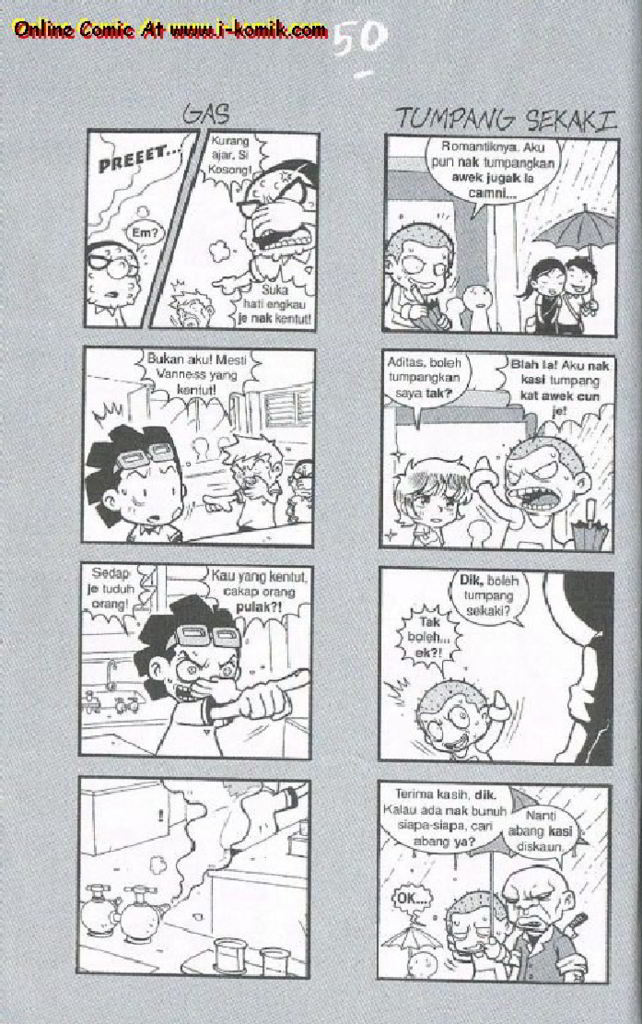 Online Comic At www.i-komik.com
50
GAS
PREEET...
Em?
Kurang
ajar, Si
Kosong!
Suka
hati engkau
je nak kentut!
Bukan aku! Mesti
Vanness yang
kentut!
Sedap
je tuduh
orang!
Kau yang kentut,
cakap orang
pulak?!
TUMPANG SEKAKI
Romantiknya. Aku
pun nak tumpangkan
awek jugak la
camni...
Aditas, boleh
tumpangkan
saya tak?
Blah la! Aku nak
kasi tumpang
kat awek cun
je!
Dik, boleh
tumpang
sekaki?
Tak
boleh...
ek?!
Terima kasih, dik.
Kalau ada nak bunuh
siapa-siapa, cari
abang ya?
Nanti
abang kasi
diskaun.
OK...